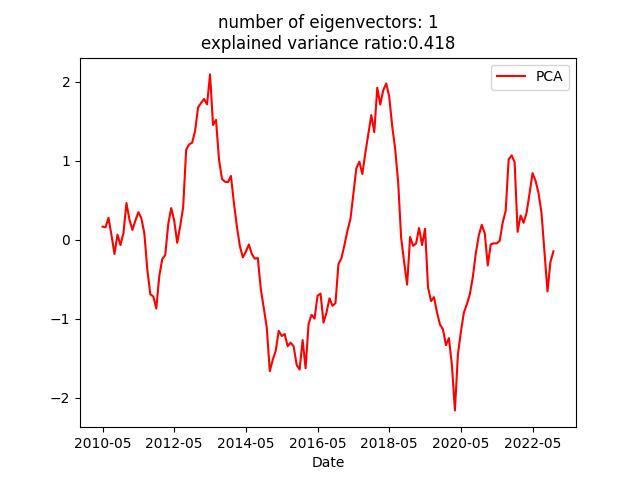 number of eigenvectors: 1
explained variance ratio:0.418
PCA
2
1
0
−1
−2
2010-05 2012-05 2014-05 2016-05 2018-05 2020-05 2022-05
Date